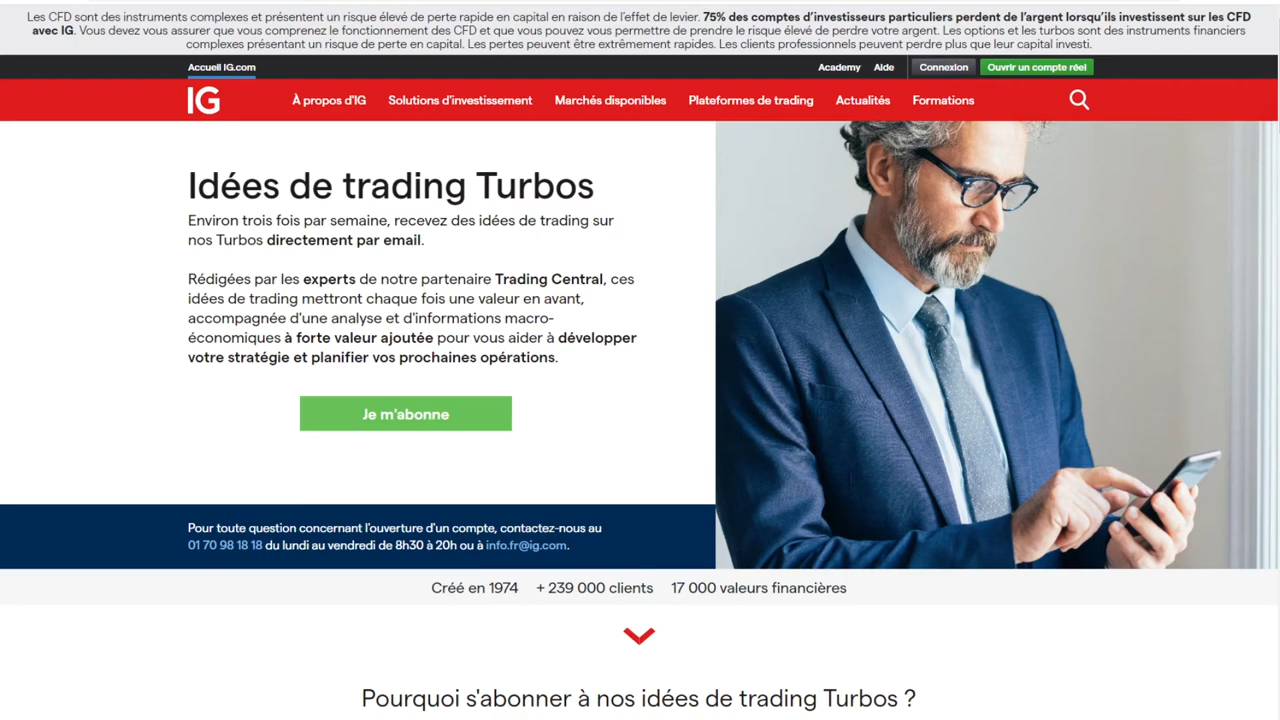 Les CFD sont des instruments complexes et présentent un risque élevé de perte rapide en capital en raison de l’effet de levier. 75% des comptes d’investisseurs particuliers perdent de l’argent lorsqu’ils investissent sur les CFD
avec IG. Vous devez vous assurer que vous comprenez le fonctionnement des CFD et que vous pouvez vous permettre de prendre le risque élevé de perdre votre argent. Les options et les turbos sont des instruments financiers
complexes présentant un risque de perte en capital. Les pertes peuvent être extrêmement rapides. Les clients professionnels peuvent perdre plus que leur capital investi.
Accueil IG.com
Academy Aide Connexion Ouvrir un compte réel
IG À propos d'IG Solutions d'investissement Marchés disponibles Plateformes de trading Actualités Formations
Idées de trading Turbos
Environ trois fois par semaine, recevez des idées de trading sur
nos Turbos directement par email.
Rédigées par les experts de notre partenaire Trading Central, ces
idées de trading mettront chaque fois une valeur en avant,
accompagnée d'une analyse et d'informations macro-
économiques à forte valeur ajoutée pour vous aider à développer
votre stratégie et planifier vos prochaines opérations.
Je m'abonne
Pour toute question concernant l'ouverture d'un compte, contactez-nous au
01 70 98 18 18 du lundi au vendredi de 8h30 à 20h ou à info.fr@ig.com.
Créé en 1974 + 239 000 clients 17 000 valeurs financières
Pourquoi s'abonner à nos idées de trading Turbos ?